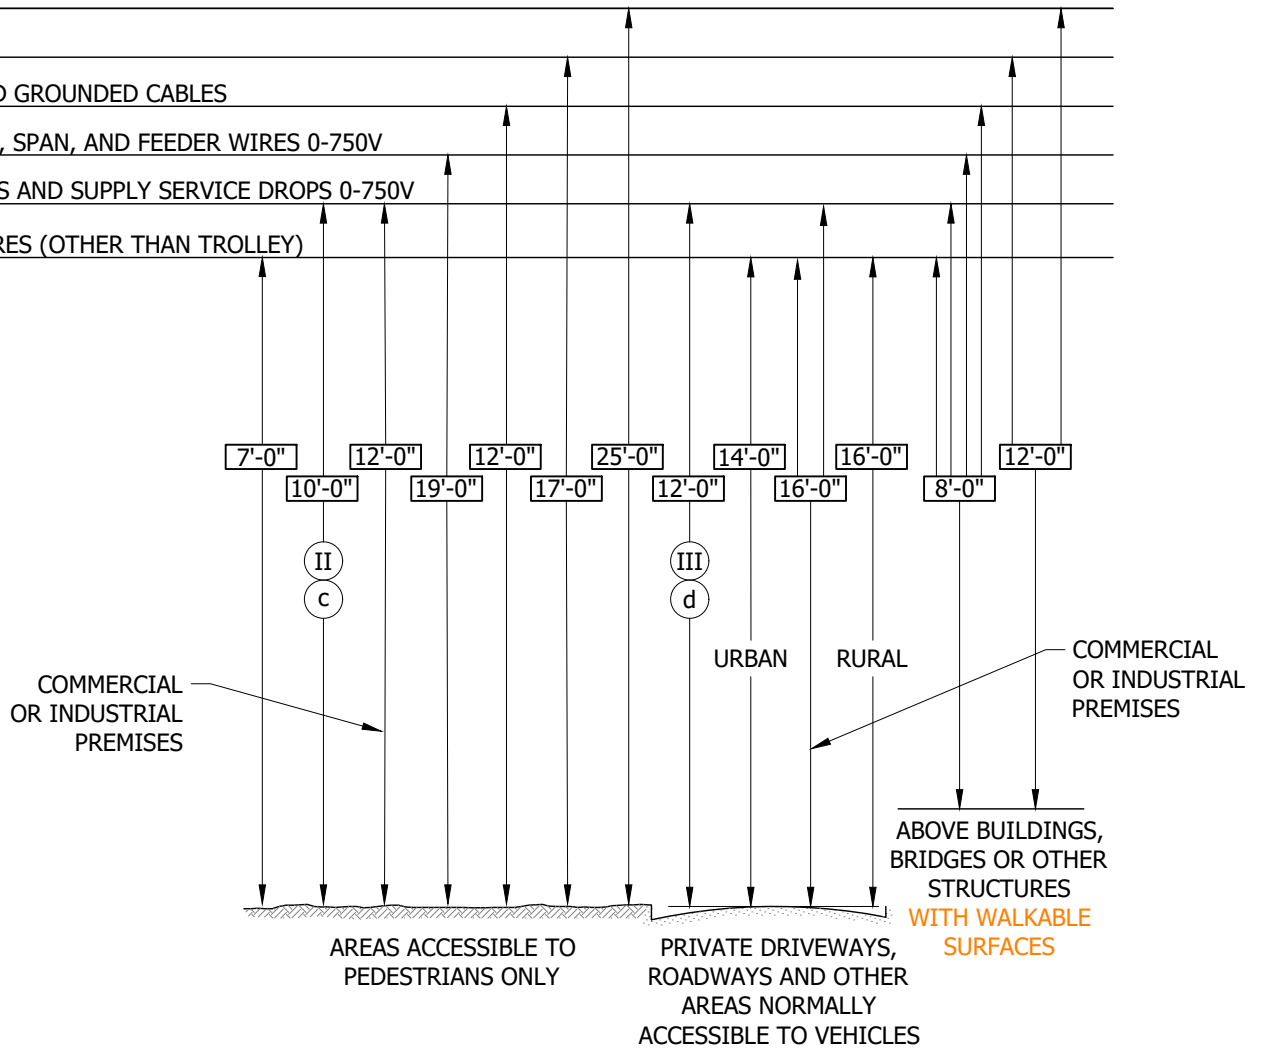 GROUNDED CABLES
, SPAN, AND FEEDER WIRES 0-750V
AND SUPPLY SERVICE DROPS 0-750V
(OTHER THAN TROLLEY)
7'-0"
12'-0"
12'-0"
25'-0"
14'-0"
16'-0"
12'-0"
10'-0"
19'-0"
17'-0"
12'-0"
16'-0"
8'-0"
II
III
c
d
URBAN
RURAL
COMMERCIAL
OR INDUSTRIAL
PREMISES
COMMERCIAL
OR INDUSTRIAL
PREMISES
AREAS ACCESSIBLE TO
PEDESTRIANS ONLY
PRIVATE DRIVEWAYS,
ROADWAYS AND OTHER
AREAS NORMALLY
ACCESSIBLE TO VEHICLES
ABOVE BUILDINGS,
BRIDGES OR OTHER
STRUCTURES
WITH WALKABLE
SURFACES